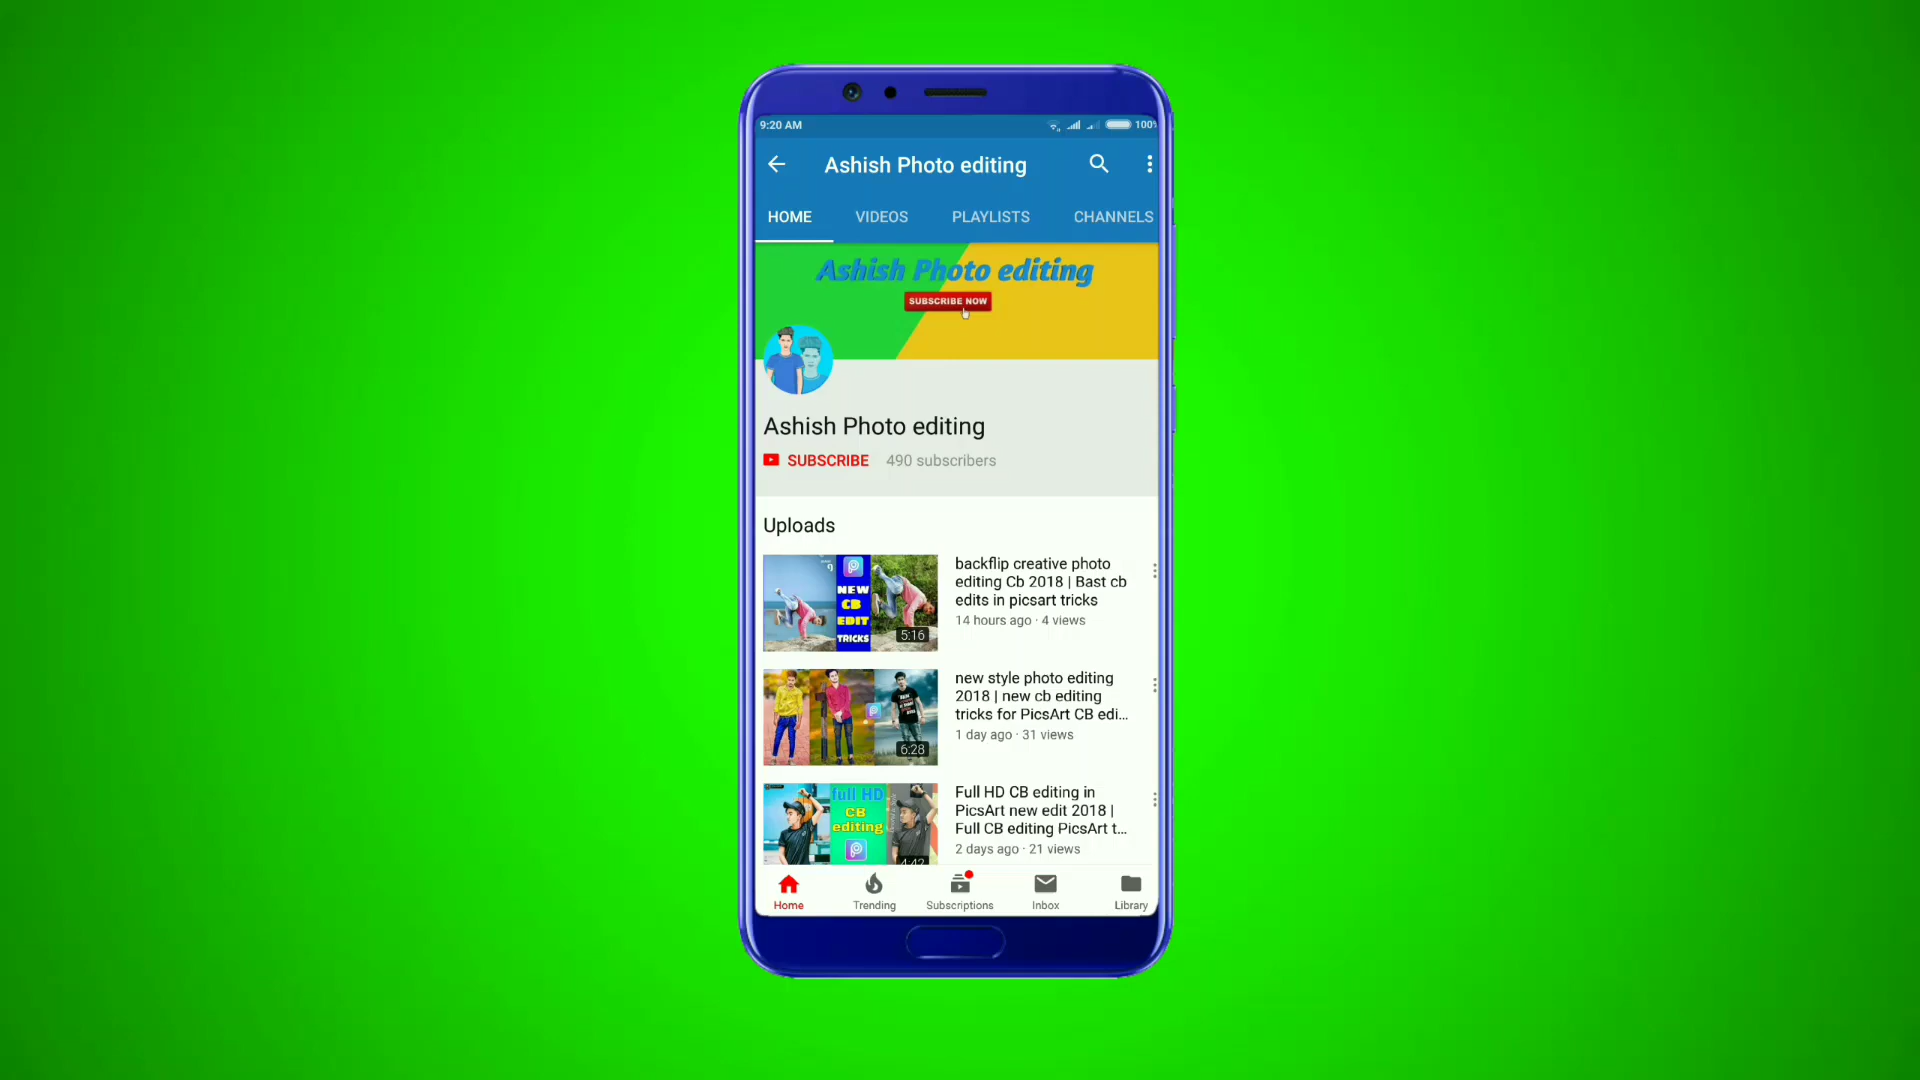 9:20 AM
100%
Ashish Photo editing
HOME VIDEOS PLAYLISTS CHANNELS
Ashish Photo editing
SUBSCRIBE NOW
Ashish Photo editing
SUBSCRIBE 490 subscribers
Uploads
NEW
CB
EDIT
TRICKS
5:16
backflip creative photo
editing Cb 2018 | Bast cb
edits in picsart tricks
14 hours ago · 4 views
6:28
new style photo editing
2018 | new cb editing
tricks for PicsArt CB edi...
1 day ago · 31 views
full HD
CB
editing
4:42
Full HD CB editing in
PicsArt new edit 2018 |
Full CB editing PicsArt t...
2 days ago · 21 views
Home Trending Subscriptions Inbox Library